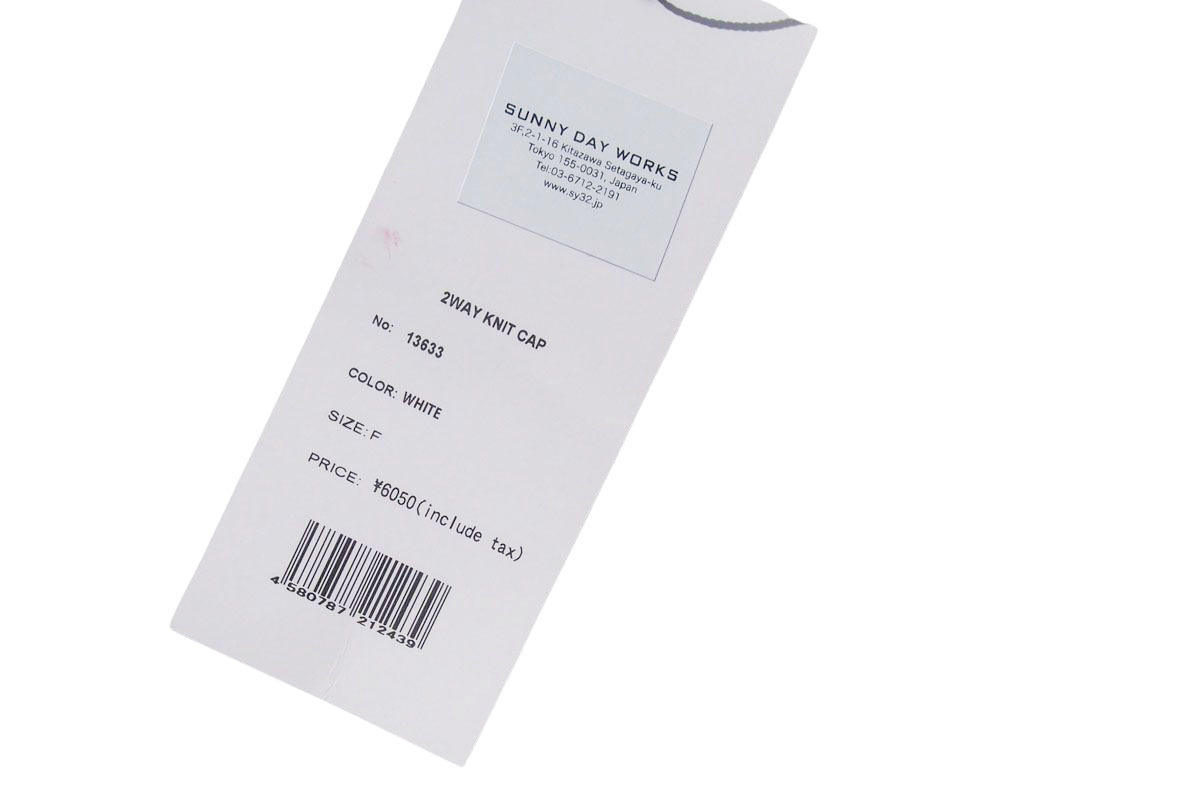 SUNNY DAY WORKS
3F,2-1-16 Kitazawa Setagaya-ku
Tokyo 155-0031, Japan
Tel:03-6712-2191
www.sy32.jp
2WAY KNIT CAP
No: 13633
COLOR: WHITE
SIZE: F
PRICE: ¥6050(include tax)
4 580787 212439